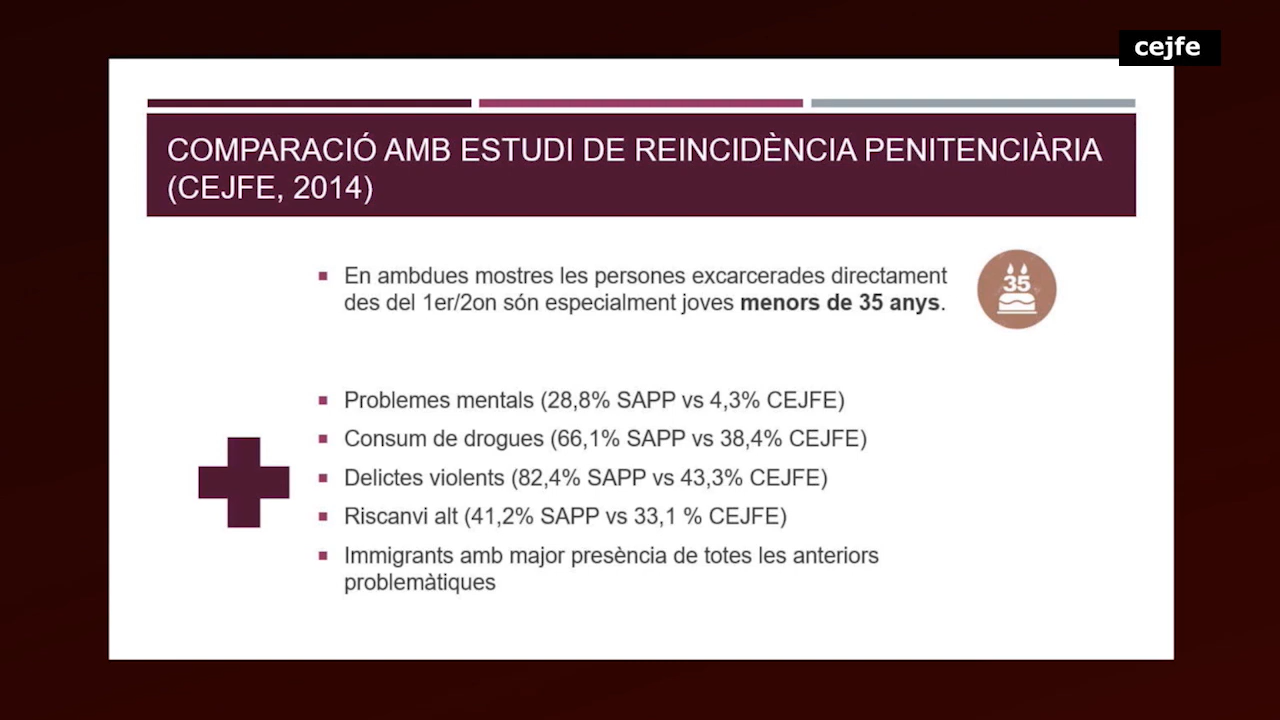 cejfe
COMPARACIÓ AMB ESTUDI DE REINCIDÈNCIA PENITENCIÀRIA
(CEJFE, 2014)
En ambdues mostres les persones excarcerades directament
des del 1er/2on són especialment joves menors de 35 anys.
35
Problemes mentals (28,8% SAPP vs 4,3% CEJFE)
Consum de drogues (66,1% SAPP vs 38,4% CEJFE)
Delictes violents (82,4% SAPP vs 43,3% CEJFE)
Riscanvi alt (41,2% SAPP vs 33,1 % CEJFE)
Immigrants amb major presència de totes les anteriors
problemàtiques